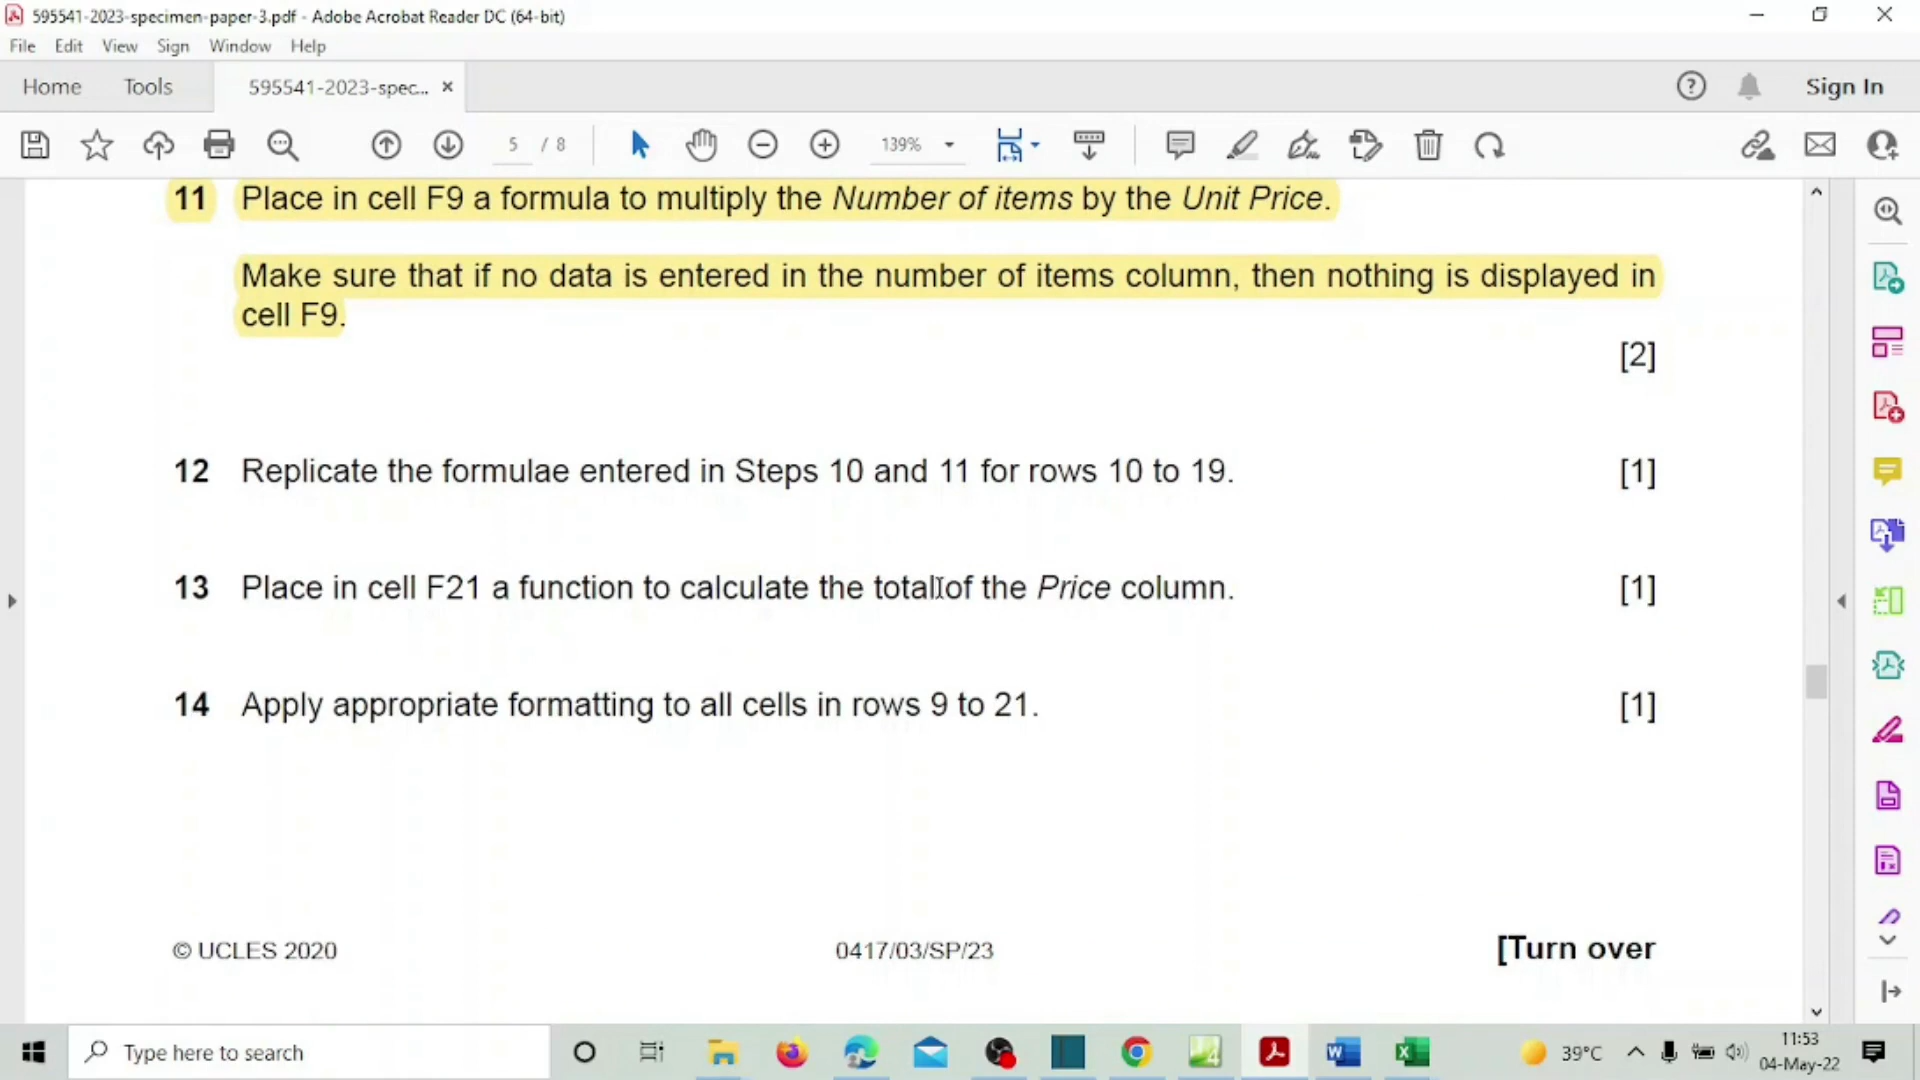 595541-2023-specimen-paper-3.pdf - Adobe Acrobat Reader DC (64-bit)
File Edit View Sign Window Help
Home Tools 595541-2023-spec... ×
Sign In
5 / 8 139%
11 Place in cell F9 a formula to multiply the Number of items by the Unit Price.
Make sure that if no data is entered in the number of items column, then nothing is displayed in
cell F9.
[2]
12 Replicate the formulae entered in Steps 10 and 11 for rows 10 to 19. [1]
13 Place in cell F21 a function to calculate the total of the Price column. [1]
14 Apply appropriate formatting to all cells in rows 9 to 21. [1]
© UCLES 2020 0417/03/SP/23 [Turn over
Type here to search
39°C
11:53
04-May-22